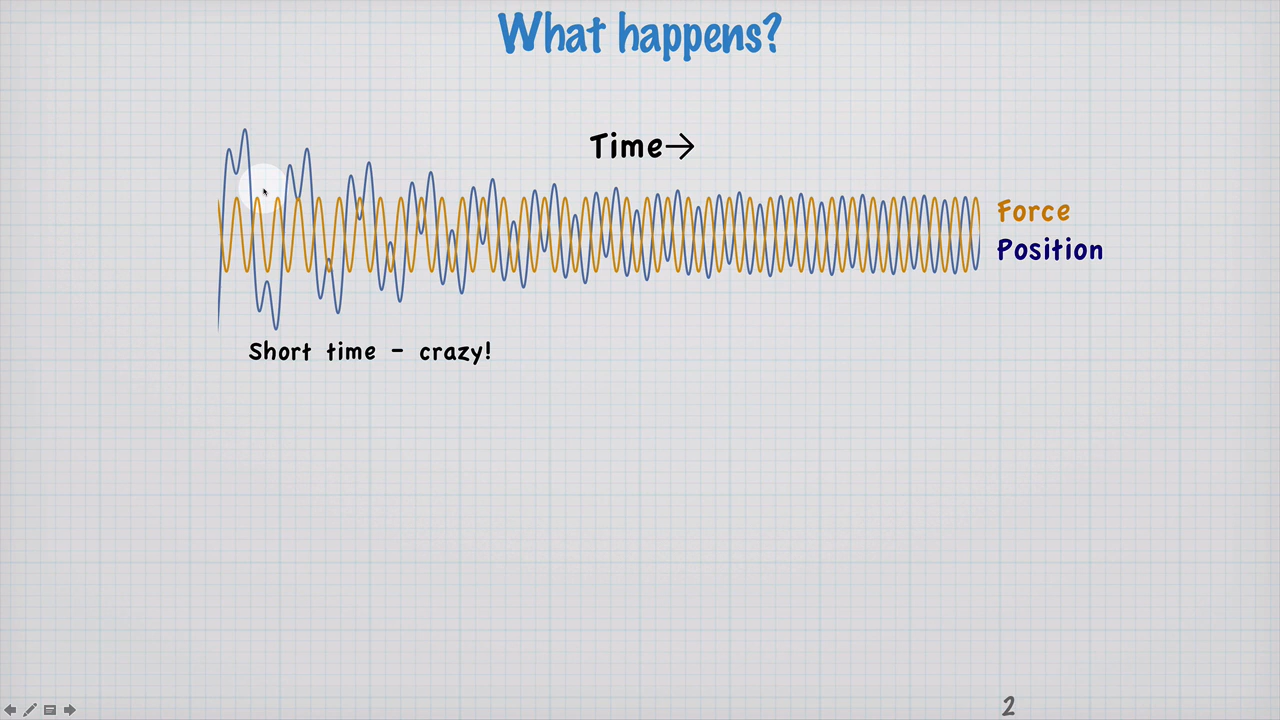 What happens?
Time→
Force
Position
Short time - crazy!
2